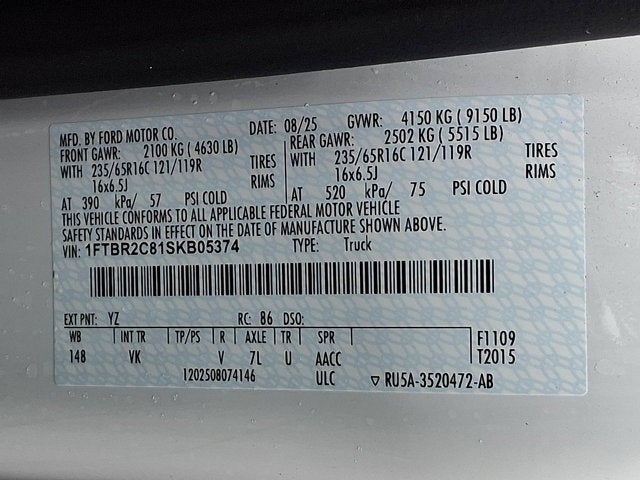 MFD. BY FORD MOTOR CO. DATE: 08/25 GVWR: 4150 KG ( 9150 LB)
FRONT GAWR: 2100 KG ( 4630 LB) REAR GAWR: 2502 KG ( 5515 LB)
WITH 235/65R16C 121/119R TIRES WITH 235/65R16C 121/119R TIRES
16x6.5J RIMS 16x6.5J RIMS
AT 390 kPa/ 57 PSI COLD AT 520 kPa/ 75 PSI COLD
THIS VEHICLE CONFORMS TO ALL APPLICABLE FEDERAL MOTOR VEHICLE
SAFETY STANDARDS IN EFFECT ON THE DATE OF MANUFACTURE SHOWN ABOVE.
VIN: 1FTBR2C81SKB05374 TYPE: Truck
EXT PNT: YZ RC: 86 DSO:
WB INT TR TP/PS R AXLE TR SPR F1109
148 VK V 7L U AACC T2015
1202508074146 ULC ▽ RU5A-3520472-AB